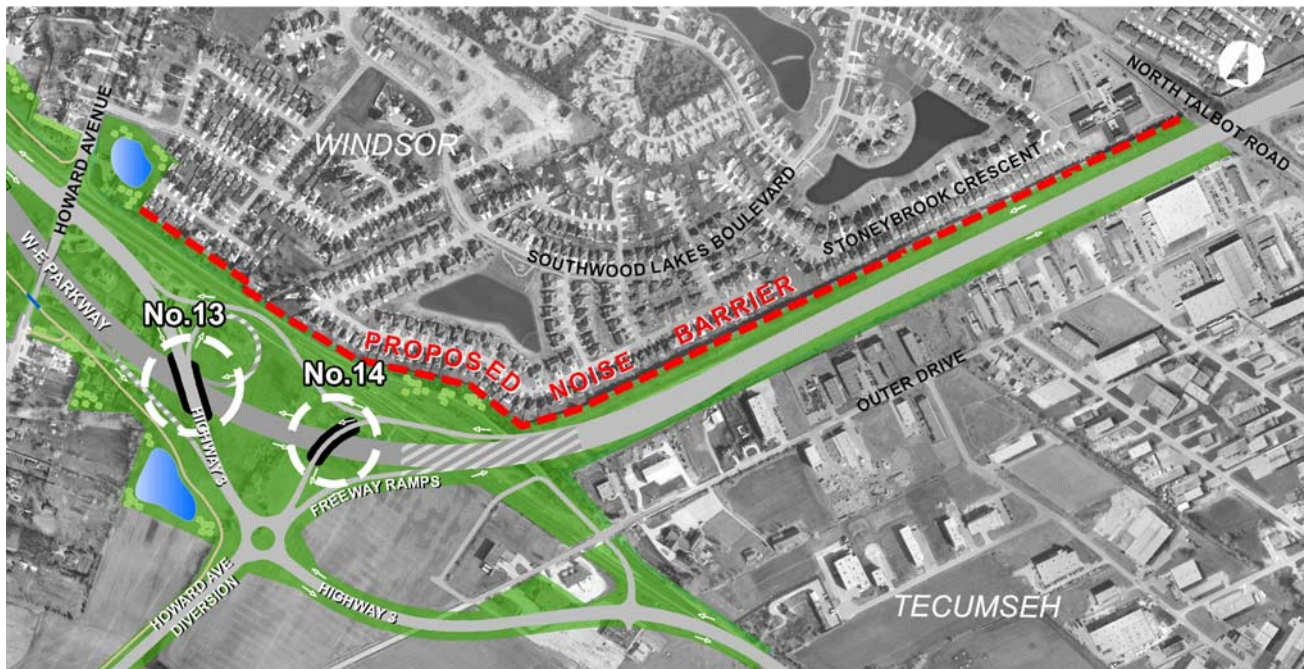 NORTH TALBOT ROAD
HOWARD AVENUE
WINDSOR
SOUTHWOOD LAKES BOULEVARD
STONEYBROOK CRESCENT
W.E PARKWAY
No.13
PROPOSED NOISE BARRIER
No.14
OUTER DRIVE
HIGHWAY 3
FREEWAY RAMPS
HOWARD AVE
DIVERSION
HIGHWAY 3
TECUMSEH